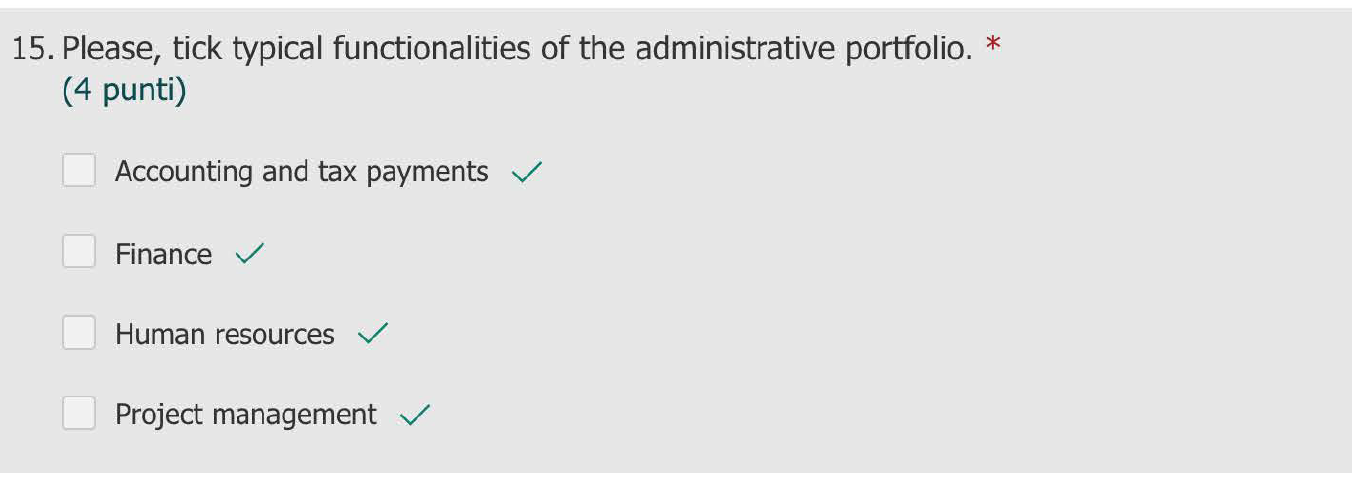 15. Please, tick typical functionalities of the administrative portfolio. *
(4 punti)
Accounting and tax payments
Finance
Human resources
Project management